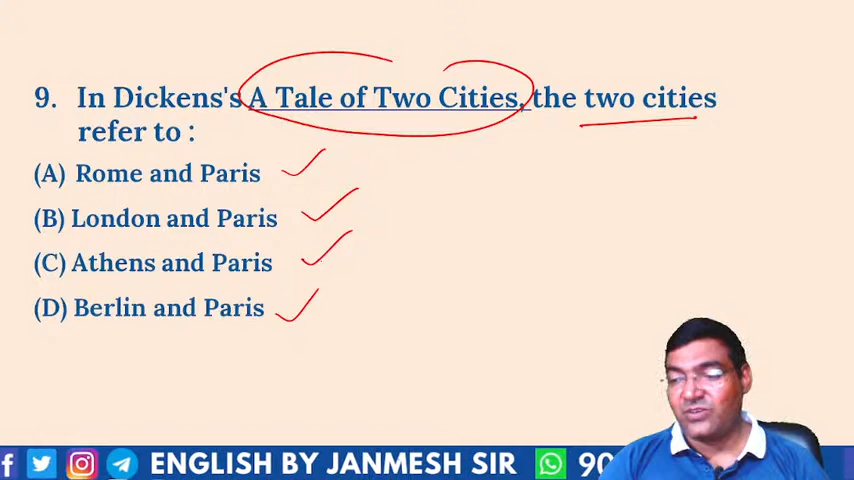 9. In Dickens's A Tale of Two Cities, the two cities
refer to :
(A) Rome and Paris
(B) London and Paris
(C) Athens and Paris
(D) Berlin and Paris
ENGLISH BY JANMESH SIR 90